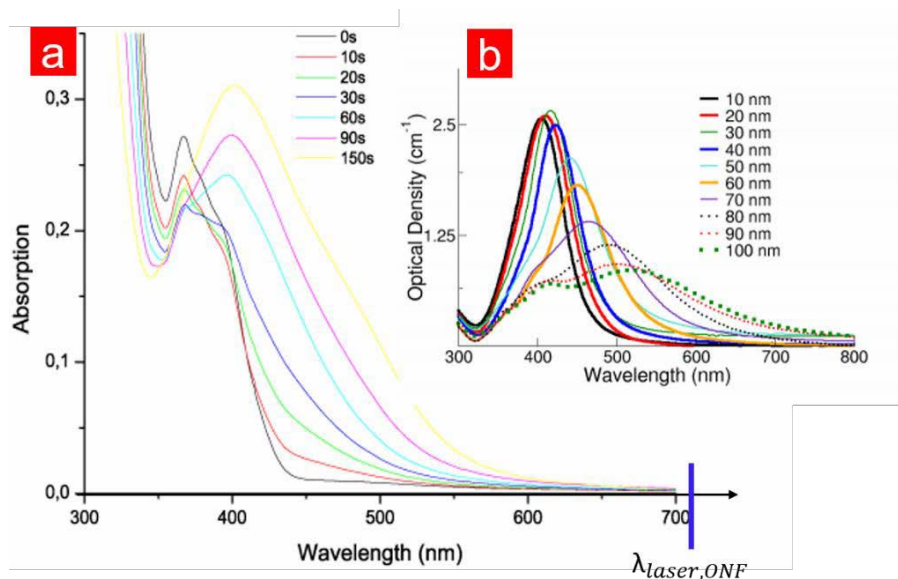 a
0s
10s
20s
30s
60s
90s
150s
0,3
0,2
0,1
0,0
Absorption
300
400
500
600
700
Wavelength (nm)
b
10 nm
20 nm
30 nm
40 nm
50 nm
60 nm
70 nm
80 nm
90 nm
100 nm
2.5
1.25
Optical Density (cm⁻¹)
300
400
500
600
700
800
Wavelength (nm)
λlaser,ONF